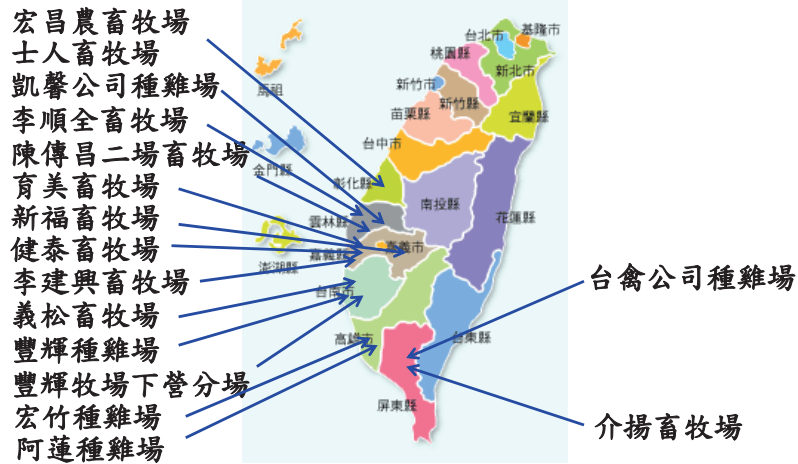 宏昌農畜牧場
士人畜牧場
凱馨公司種雞場
李順全畜牧場
陳傳昌二場畜牧場
育美畜牧場
新福畜牧場
健泰畜牧場
李建興畜牧場
義松畜牧場
豐輝種雞場
豐輝牧場下營分場
宏竹種雞場
阿蓮種雞場
台禽公司種雞場
介揚畜牧場
馬祖
金門縣
澎湖縣
基隆市
台北市
桃園縣
新北市
新竹市
新竹縣
宜蘭縣
苗栗縣
台中市
彰化縣
南投縣
花蓮縣
雲林縣
嘉義市
嘉義縣
台南市
高雄市
台東縣
屏東縣